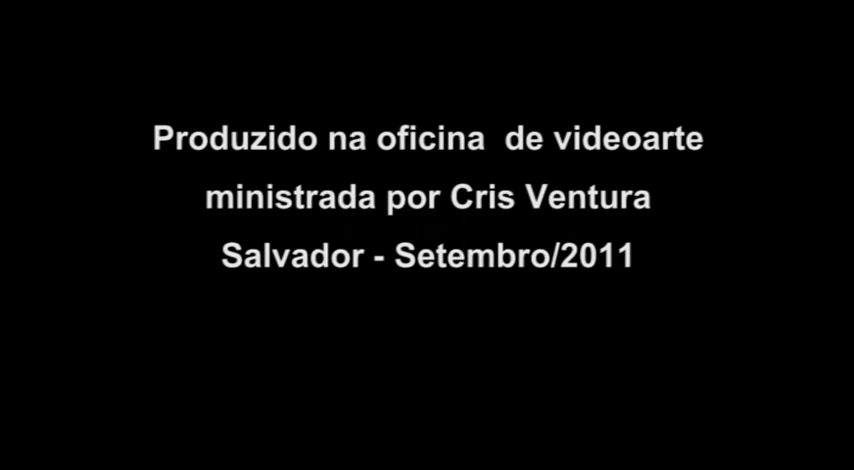 Produzido na oficina  de videoarte
ministrada por Cris Ventura
Salvador - Setembro/2011